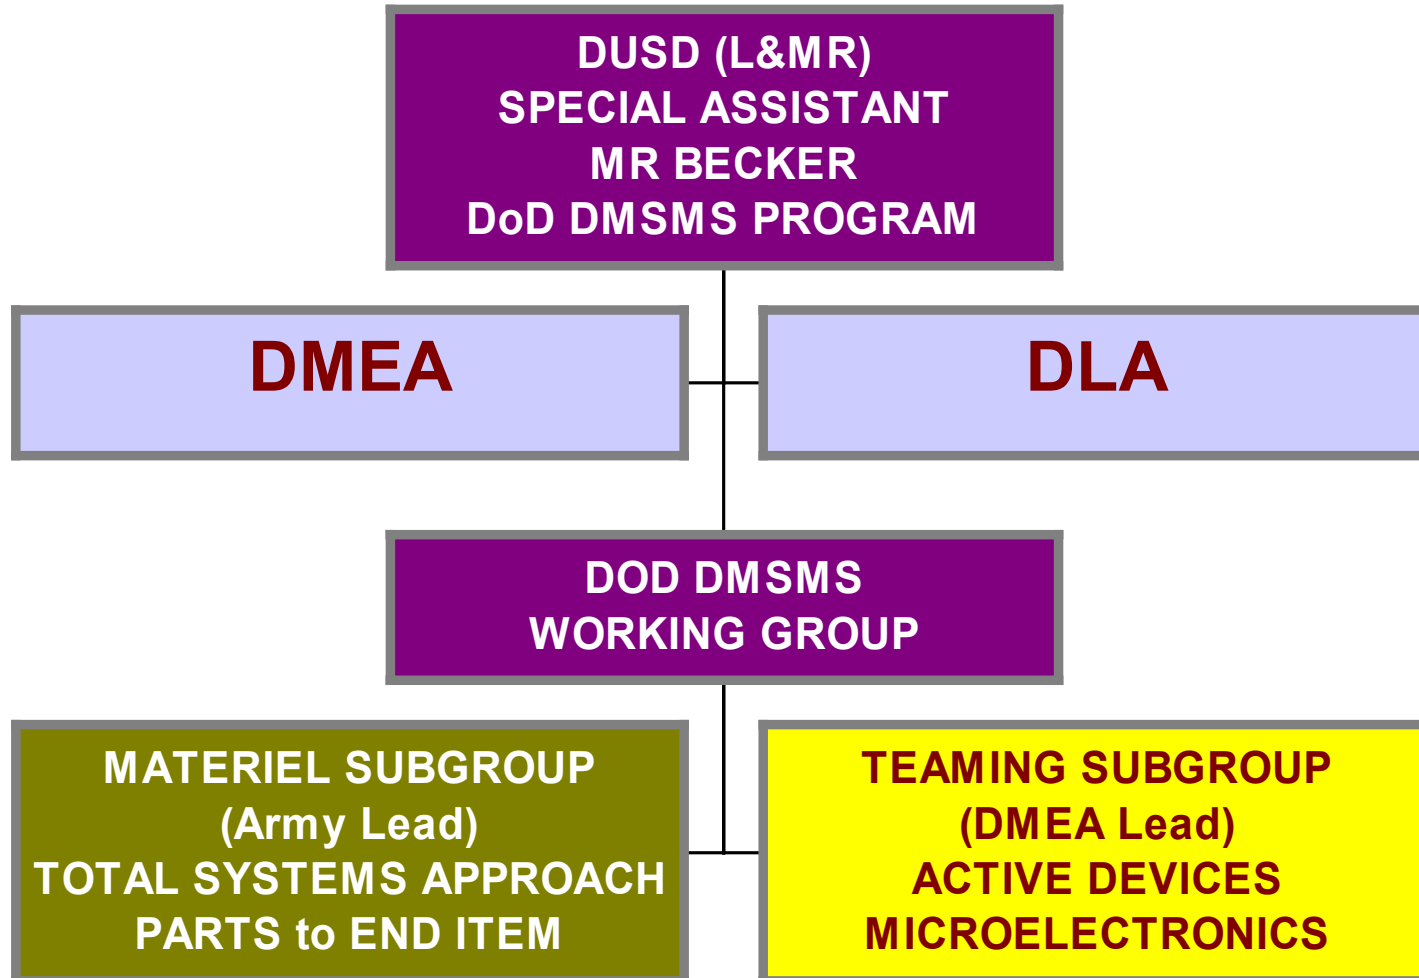 DUSD (L&MR)
SPECIAL ASSISTANT
MR BECKER
DoD DMSMS PROGRAM
DMEA
DLA
DOD DMSMS
WORKING GROUP
MATERIEL SUBGROUP
(Army Lead)
TOTAL SYSTEMS APPROACH
PARTS to END ITEM
TEAMING SUBGROUP
(DMEA Lead)
ACTIVE DEVICES
MICROELECTRONICS